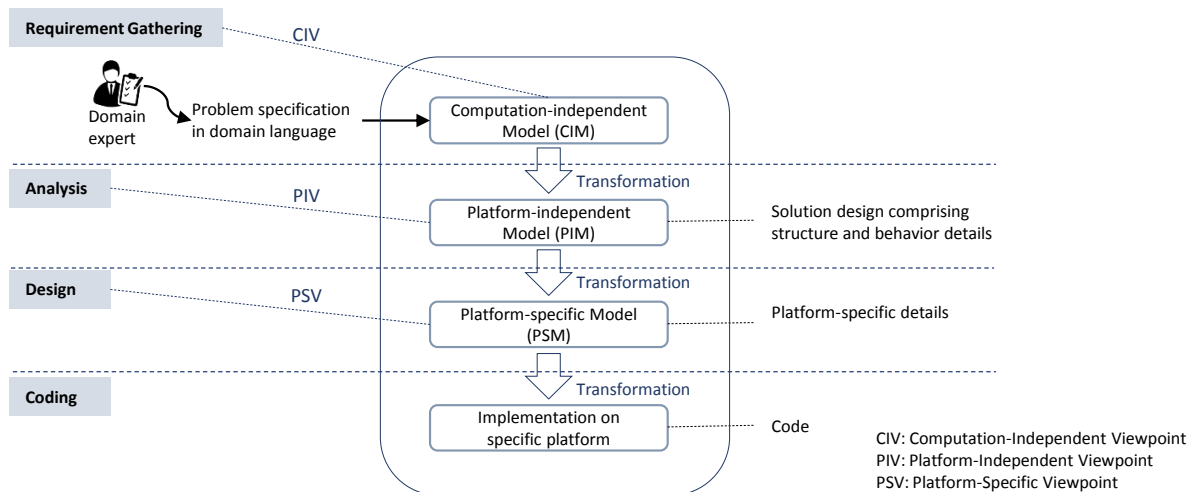 Requirement Gathering
CIV
Domain
expert
Problem specification
in domain language
Computation-independent
Model (CIM)
Transformation
Analysis
PIV
Platform-independent
Model (PIM)
Solution design comprising
structure and behavior details
Transformation
Design
PSV
Platform-specific Model
(PSM)
Platform-specific details
Transformation
Coding
Implementation on
specific platform
Code
CIV: Computation-Independent Viewpoint
PIV: Platform-Independent Viewpoint
PSV: Platform-Specific Viewpoint